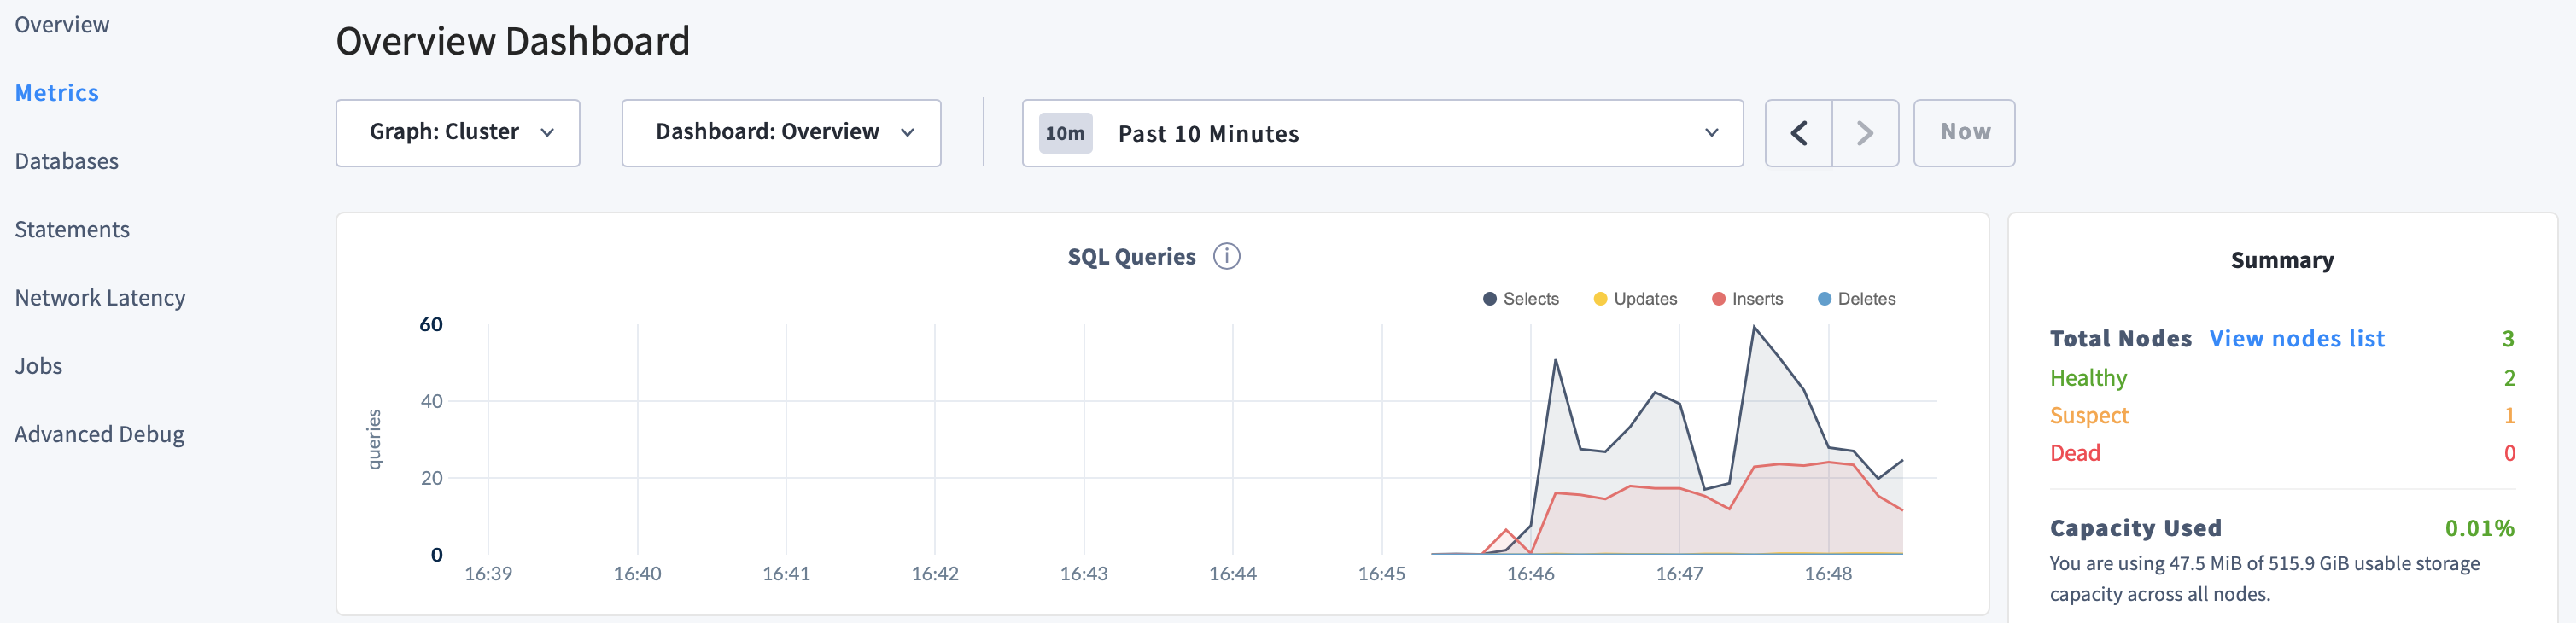 Overview
Metrics
Databases
Statements
Network Latency
Jobs
Advanced Debug
Overview Dashboard
Graph: Cluster
Dashboard: Overview
10m Past 10 Minutes
Now
SQL Queries i
Selects Updates Inserts Deletes
queries
60
40
20
0
16:39 16:40 16:41 16:42 16:43 16:44 16:45 16:46 16:47 16:48
Summary
Total Nodes View nodes list 3
Healthy 2
Suspect 1
Dead 0
Capacity Used 0.01%
You are using 47.5 MiB of 515.9 GiB usable storage
capacity across all nodes.